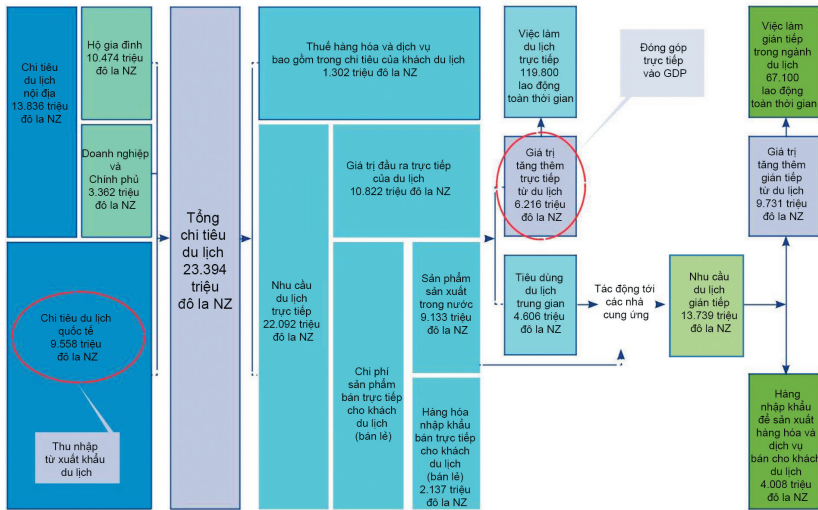 Chi tiêu
du lịch
nội địa
13.836 triệu
đô la NZ
Hộ gia đình
10.474 triệu
đô la NZ
Doanh nghiệp
và
Chính phủ
3.362 triệu
đô la NZ
Chi tiêu du lịch
quốc tế
9.558 triệu
đô la NZ
Thu nhập
từ xuất khẩu
du lịch
Tổng
chi tiêu
du lịch
23.394
triệu
đô la NZ
Thuế hàng hóa và dịch vụ
bao gồm trong chi tiêu của khách du lịch
1.302 triệu đô la NZ
Nhu cầu
du lịch
trực tiếp
22.092 triệu
đô la NZ
Giá trị đầu ra trực tiếp
của du lịch
10.822 triệu đô la NZ
Chi phí
sản phẩm
bán trực tiếp
cho khách
du lịch
(bán lẻ)
Sản phẩm
sản xuất
trong nước
9.133 triệu
đô la NZ
Hàng hóa
nhập khẩu
bán trực tiếp
cho khách
du lịch
(bán lẻ)
2.137 triệu
đô la NZ
Việc làm
du lịch
trực tiếp
119.800
lao động
toàn thời gian
Đóng góp
trực tiếp
vào GDP
Giá trị
tăng thêm
trực tiếp
từ du lịch
6.216 triệu
đô la NZ
Tiêu dùng
du lịch
trung gian
4.606 triệu
đô la NZ
Tác động tới
các nhà
cung ứng
Nhu cầu
du lịch
gián tiếp
13.739 triệu
đô la NZ
Việc làm
gián tiếp
trong ngành
du lịch
67.100
lao động
toàn thời gian
Giá trị
tăng thêm
gián tiếp
từ du lịch
9.731 triệu
đô la NZ
Hàng
nhập khẩu
để sản xuất
hàng hóa và
dịch vụ
bán cho khách
du lịch
4.008 triệu
đô la NZ